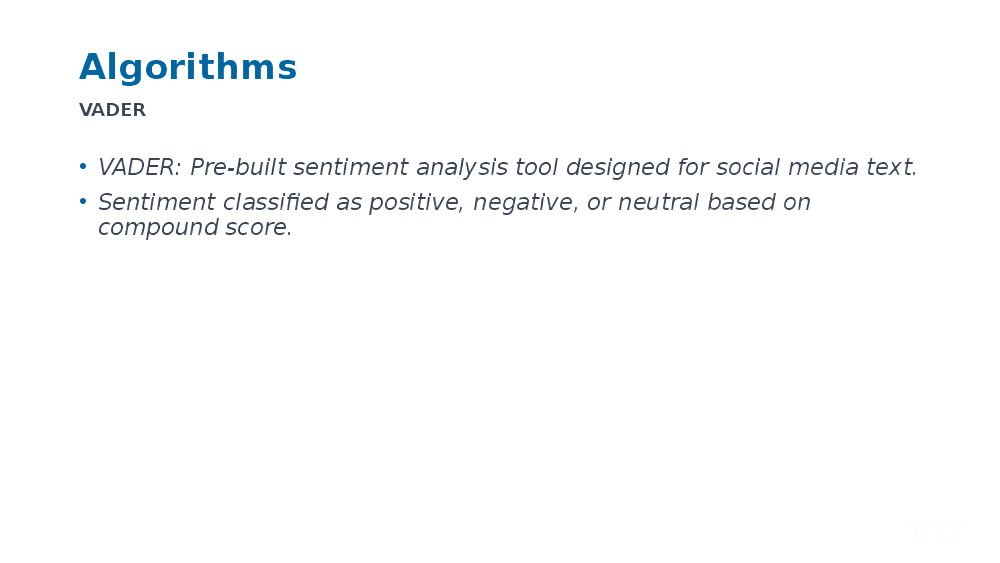 Algorithms
VADER
• VADER: Pre-built sentiment analysis tool designed for social media text.
• Sentiment classified as positive, negative, or neutral based on
compound score.